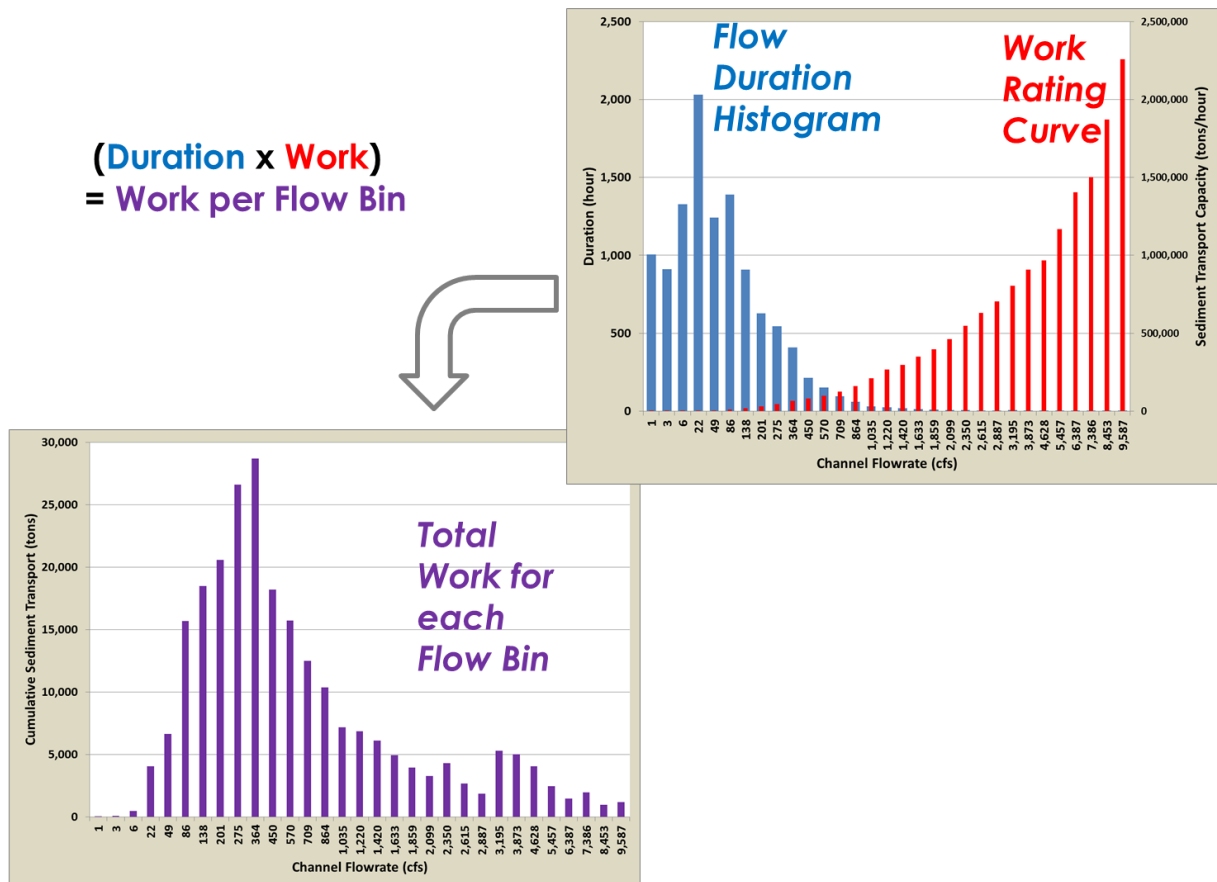 (Duration x Work)
= Work per Flow Bin
Flow
Duration
Histogram
Work
Rating
Curve
2,500
2,000
1,500
1,000
500
0
Duration (hour)
2,500,000
2,000,000
1,500,000
1,000,000
500,000
0
Sediment Transport Capacity (tons/hour)
1 3 6 22 49 86 138 201 275 364 450 570 709 864 1,035 1,220 1,420 1,633 1,859 2,099 2,350 2,615 2,887 3,195 3,873 4,628 5,457 6,387 7,386 8,453 9,587
Channel Flowrate (cfs)
Total
Work for
each
Flow Bin
30,000
25,000
20,000
15,000
10,000
5,000
0
Cumulative Sediment Transport (tons)
1 3 6 22 49 86 138 201 275 364 450 570 709 864 1,035 1,220 1,420 1,633 1,859 2,099 2,350 2,615 2,887 3,195 3,873 4,628 5,457 6,387 7,386 8,453 9,587
Channel Flowrate (cfs)